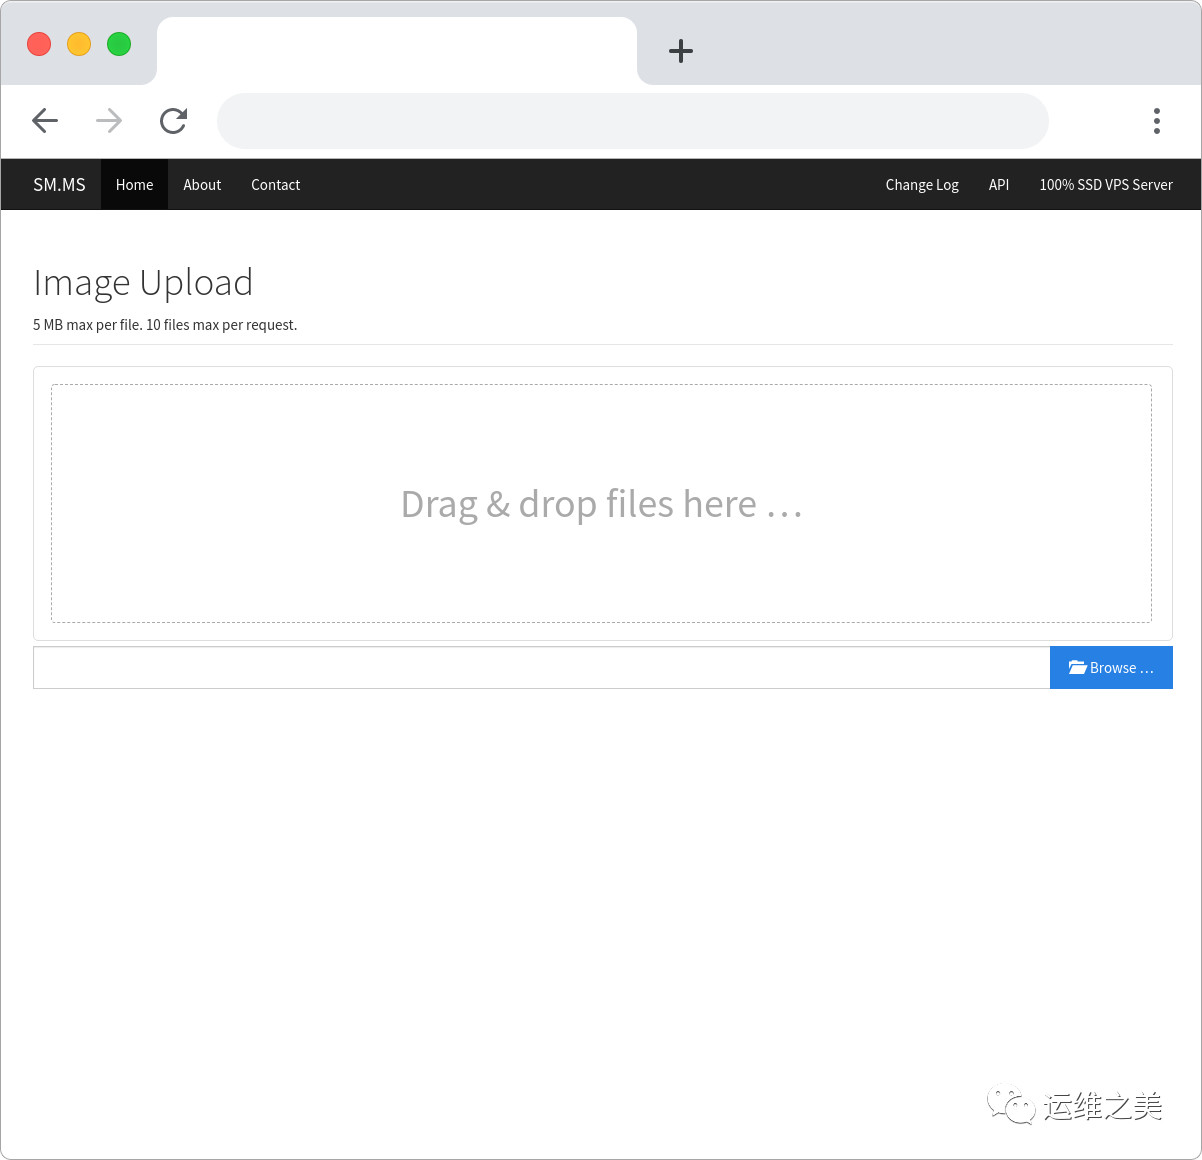 SM.MS Home About Contact Change Log API 100% SSD VPS Server
Image Upload
5 MB max per file. 10 files max per request.
Drag & drop files here …
Browse …
运维之美